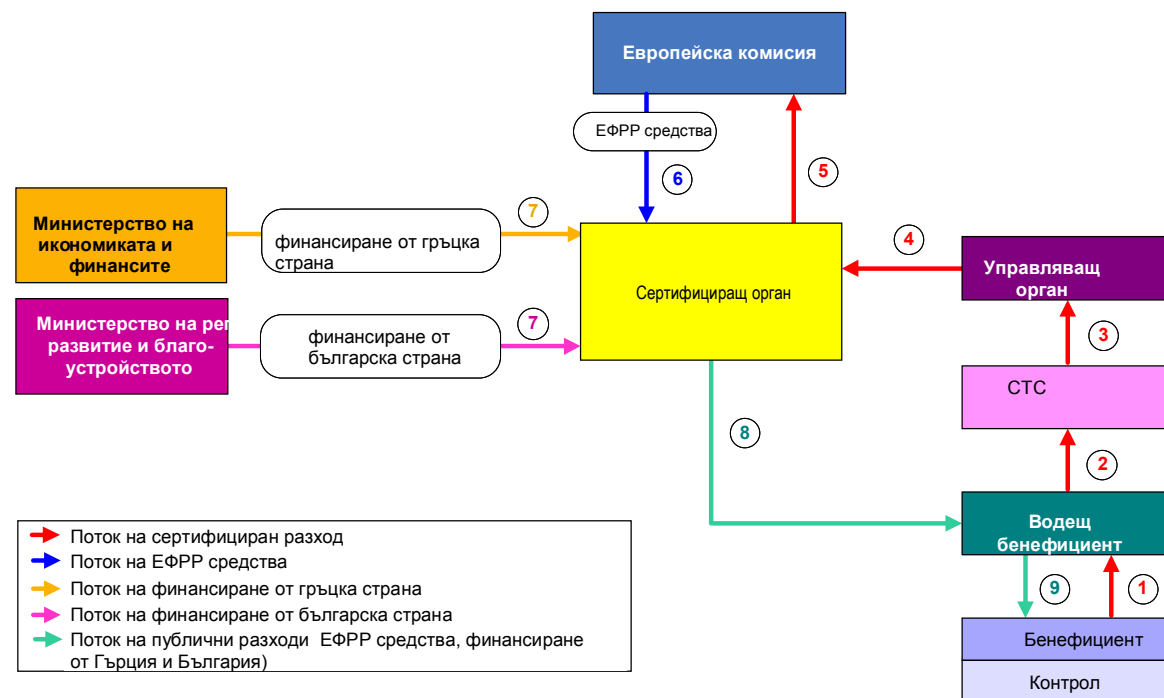 Европейска комисия
ЕФРР средства
6
5
Министерство на
икономиката и
финансите
финансиране от гръцка
страна
7
Сертифициращ орган
4
Управляващ
орган
Министерство на рег
развитие и благо-
устройството
финансиране от
българска страна
7
3
СТС
8
2
Водещ
бенефициент
9
1
Бенефициент
Контрол
Поток на сертифициран разход
Поток на ЕФРР средства
Поток на финансиране от гръцка страна
Поток на финансиране от българска страна
Поток на публични разходи ЕФРР средства, финансиране
от Гърция и България)